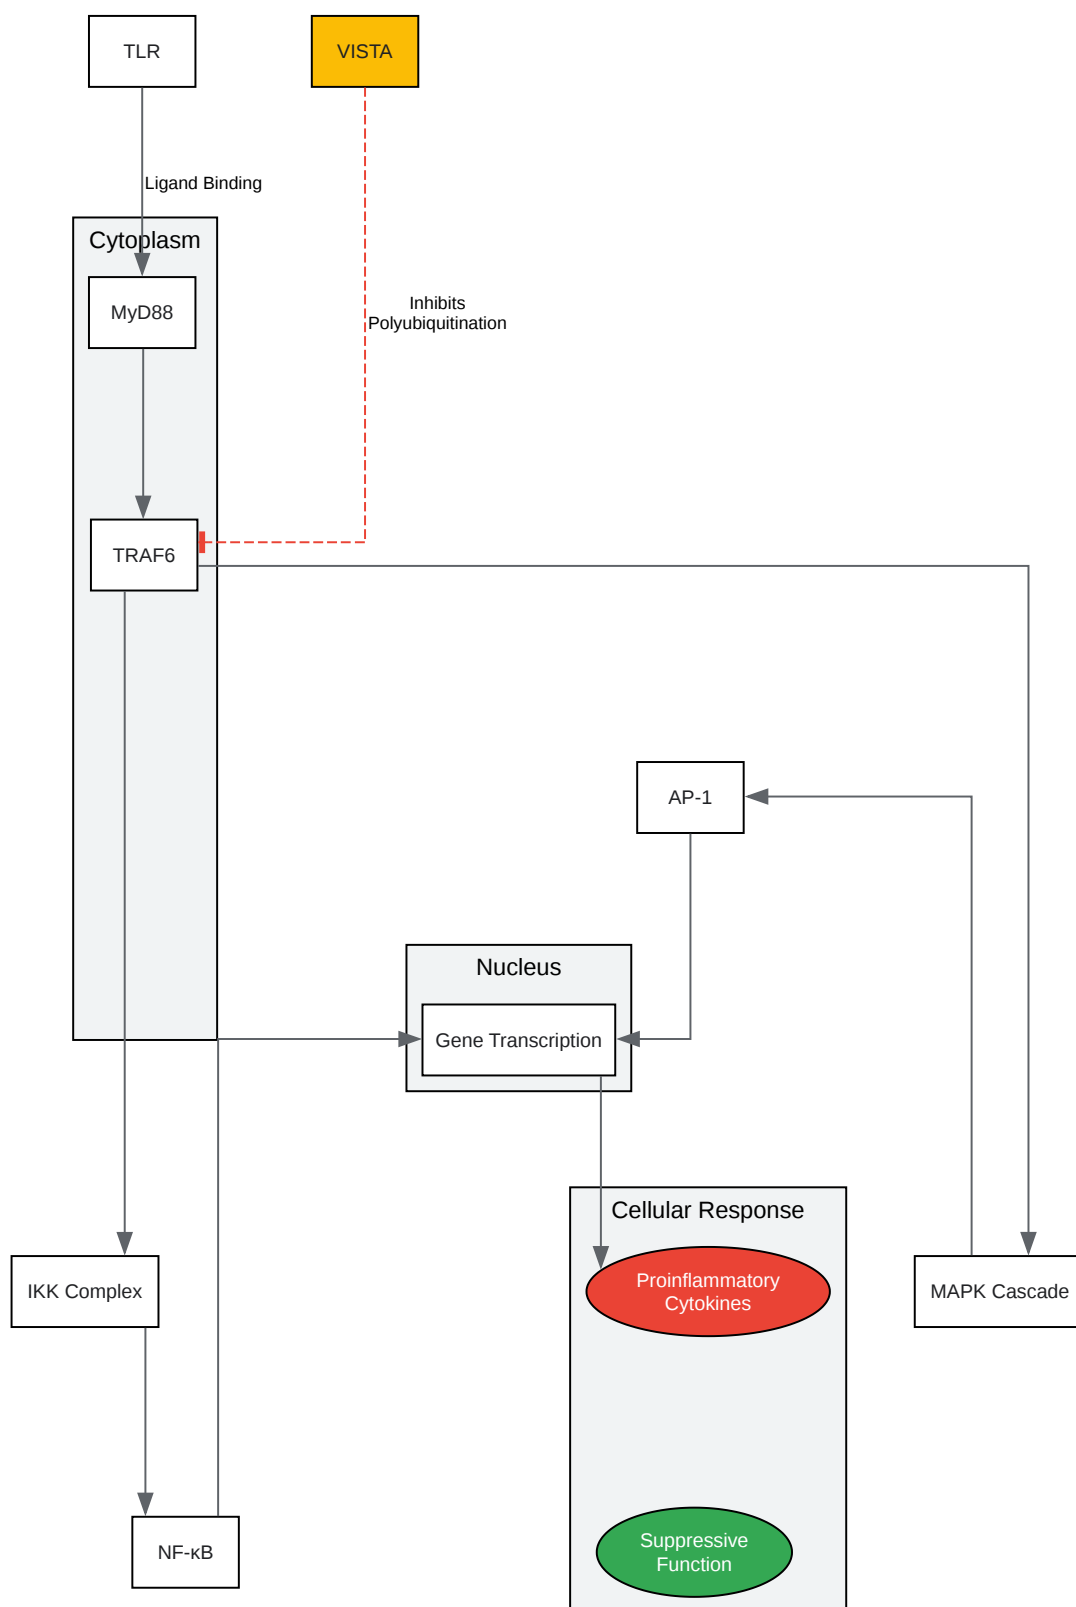 TLR
VISTA
Ligand Binding
Cytoplasm
MyD88
Inhibits
Polyubiquitination
TRAF6
AP-1
Nucleus
Gene Transcription
Cellular Response
IKK Complex
Proinflammatory
Cytokines
MAPK Cascade
NF-κB
Suppressive
Function